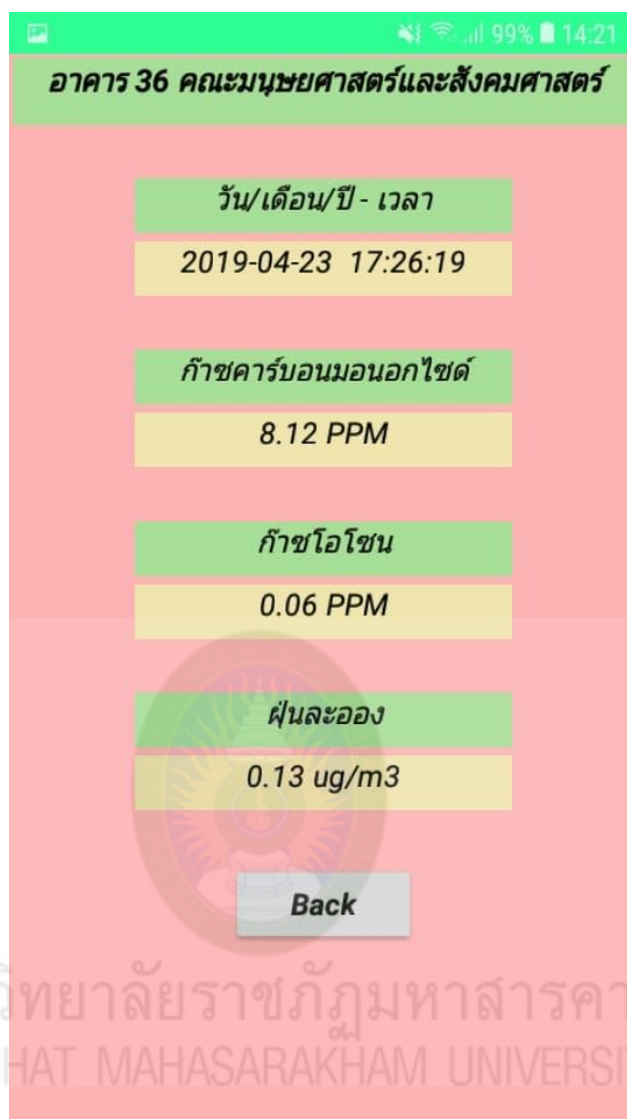 99% 14:21
อาคาร 36 คณะมนุษยศาสตร์และสังคมศาสตร์
วัน/เดือน/ปี - เวลา
2019-04-23 17:26:19
ก๊าซคาร์บอนมอนอกไซด์
8.12 PPM
ก๊าซโอโซน
0.06 PPM
ฝุ่นละออง
0.13 ug/m3
Back
วิทยาลัยราชภัฏมหาสารคา
HAT MAHASARAKHAM UNIVERSI